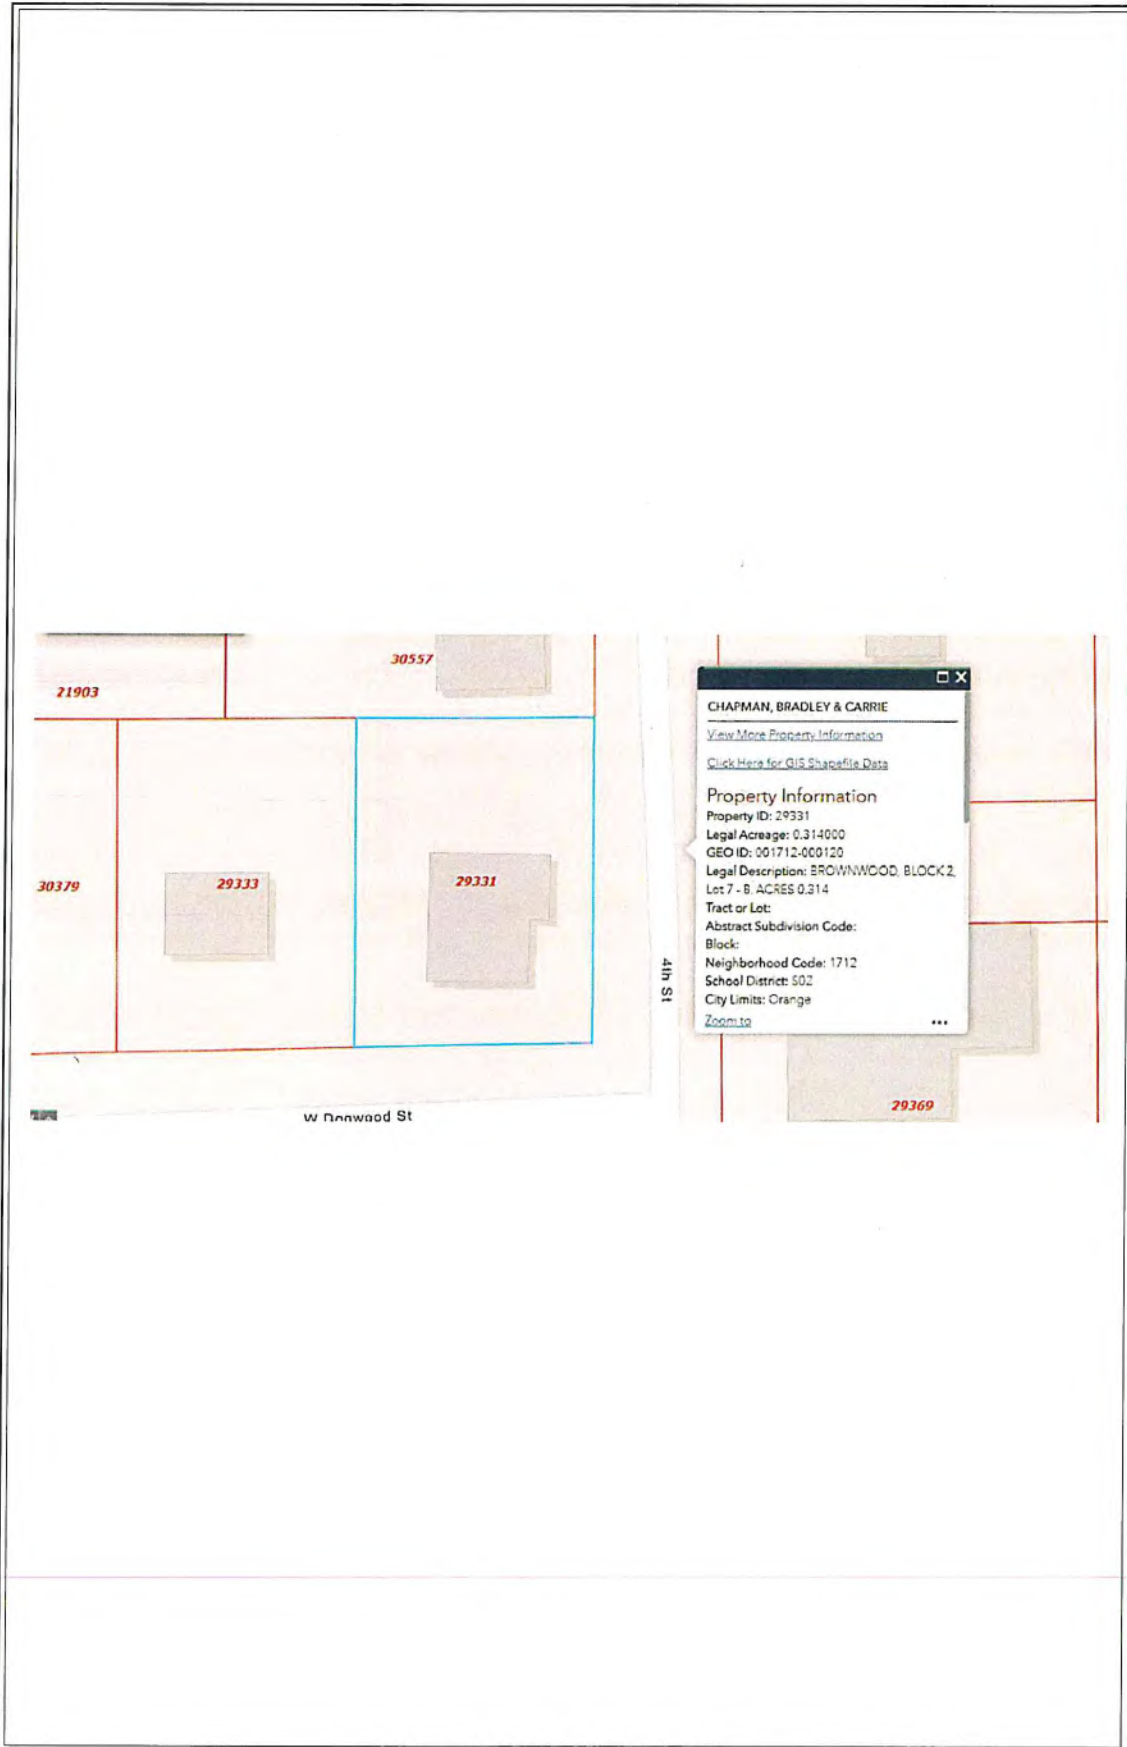 30557
21903
30379
29333
29331
4th St
W Denwood St
29369
CHAPMAN, BRADLEY & CARRIE
View More Property Information
Click Here for GIS Shapefile Data
Property Information
Property ID: 29331
Legal Acreage: 0.314000
GEO ID: 001712-000120
Legal Description: BROWNWOOD, BLOCK 2,
Lot 7 - 8, ACRES 0.314
Tract or Lot:
Abstract Subdivision Code:
Block:
Neighborhood Code: 1712
School District: S02
City Limits: Orange
Zoom to